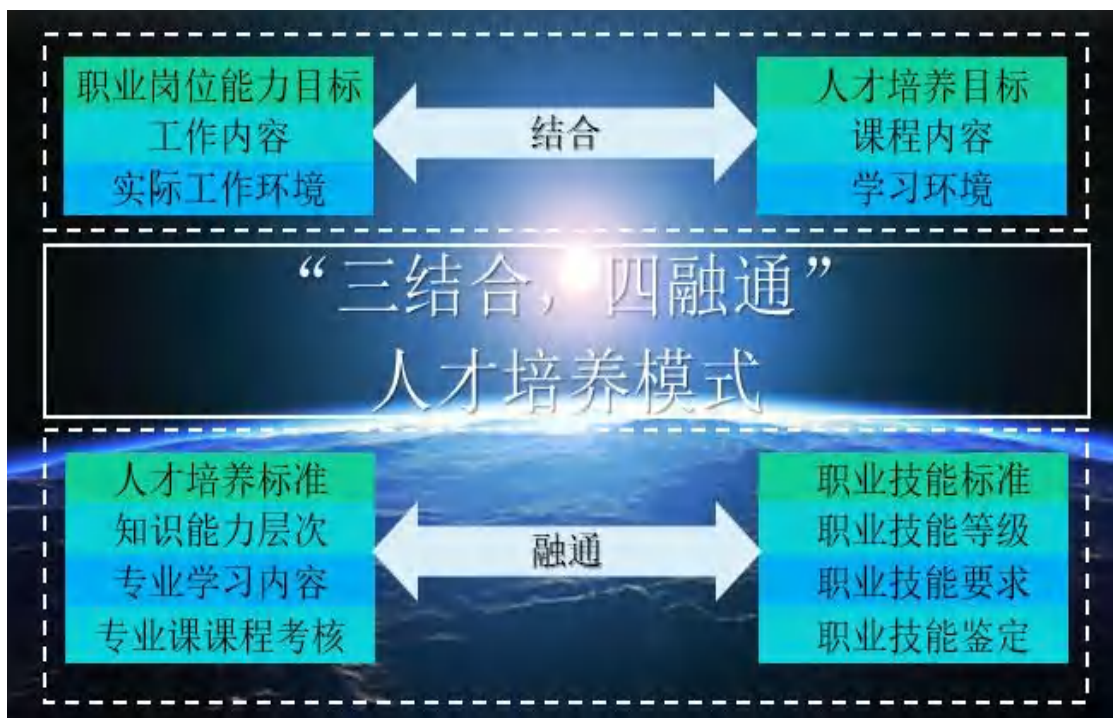 职业岗位能力目标
工作内容
实际工作环境
结合
人才培养目标
课程内容
学习环境
“三结合，四融通”
人才培养模式
人才培养标准
知识能力层次
专业学习内容
专业课课程考核
融通
职业技能标准
职业技能等级
职业技能要求
职业技能鉴定